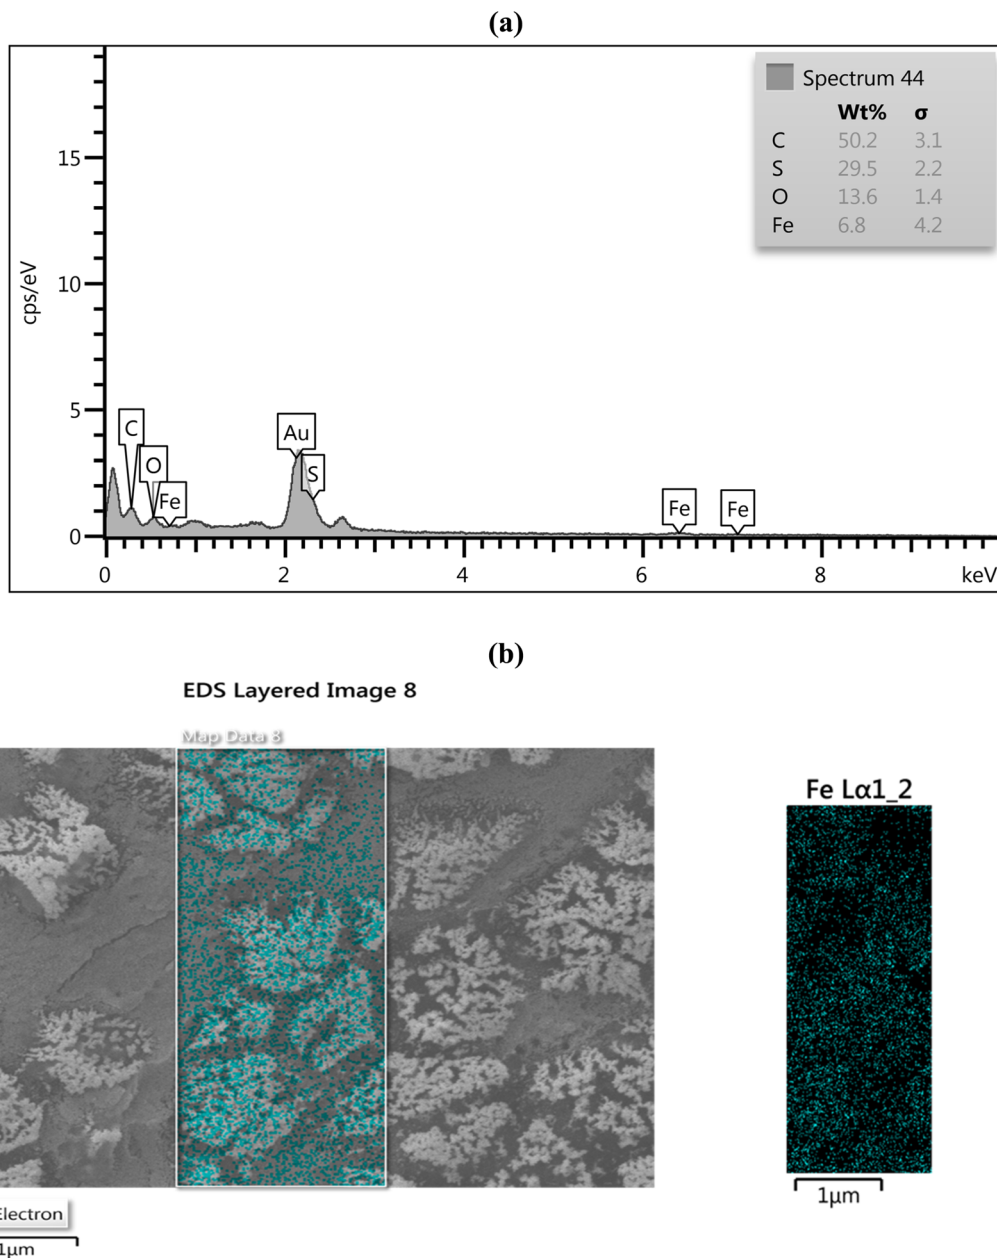 (a)
Spectrum 44
Wt% σ
C 50.2 3.1
S 29.5 2.2
O 13.6 1.4
Fe 6.8 4.2
cps/eV
15
10
5
0
C
O
Fe
Au
S
Fe
Fe
0 2 4 6 8 keV
(b)
EDS Layered Image 8
Map Data 8
Fe Lα1_2
1μm
Electron
1μm